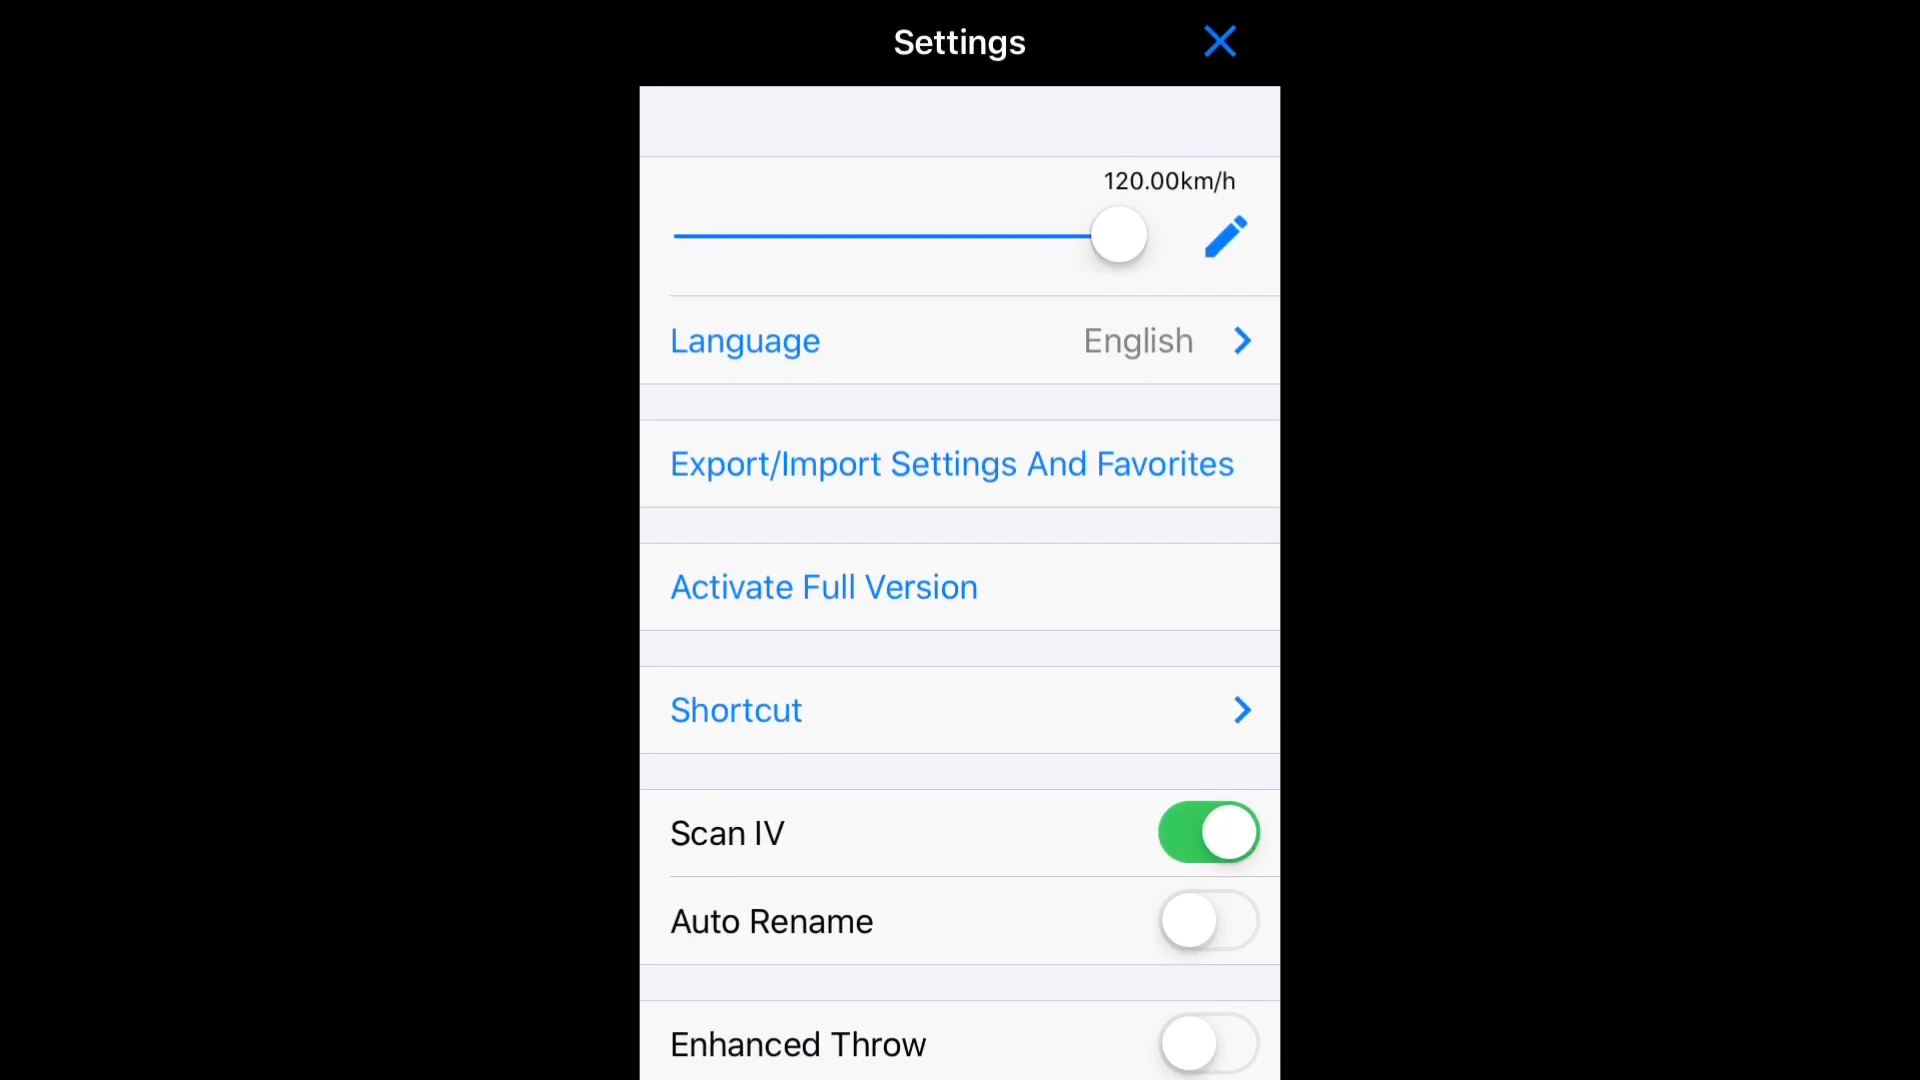 Settings
120.00km/h
Language English
Export/Import Settings And Favorites
Activate Full Version
Shortcut
Scan IV
Auto Rename
Enhanced Throw